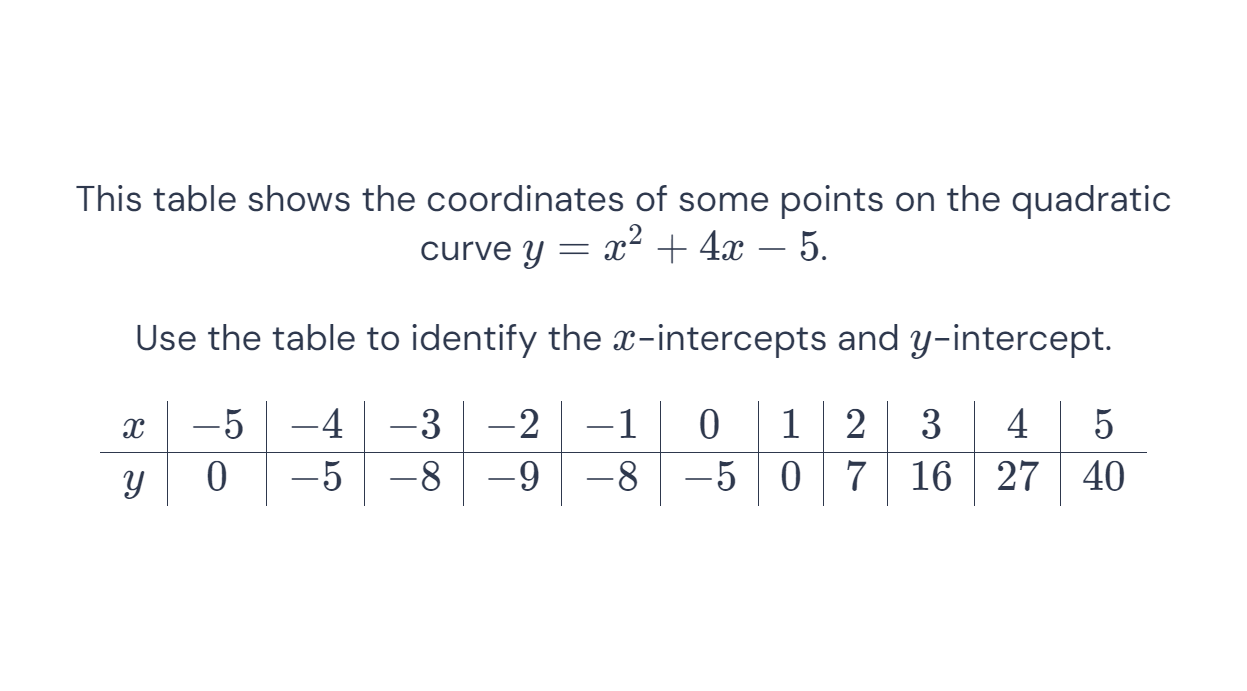 This table shows the coordinates of some points on the quadratic
curve y = x² + 4x − 5.
Use the table to identify the x-intercepts and y-intercept.
x −5 −4 −3 −2 −1 0 1 2 3 4 5
y 0 −5 −8 −9 −8 −5 0 7 16 27 40